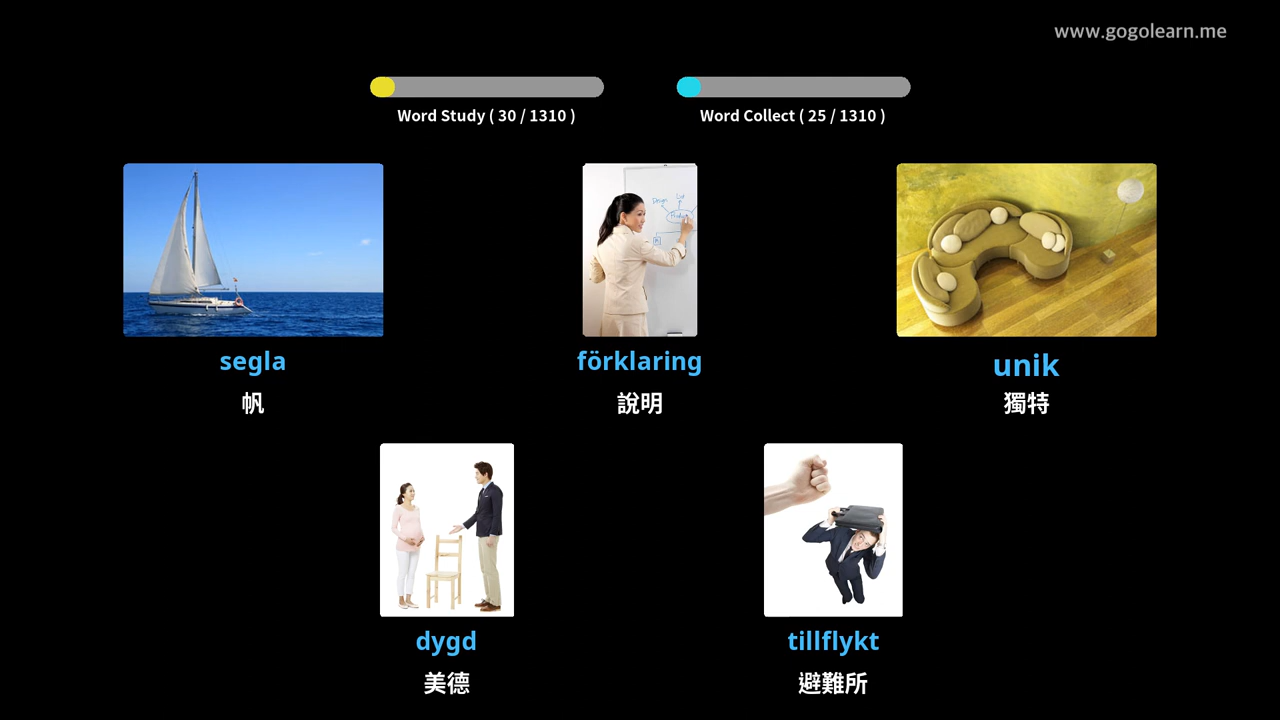 www.gogolearn.me
Word Study ( 30 / 1310 )
Word Collect ( 25 / 1310 )
segla
帆
förklaring
說明
unik
獨特
dygd
美德
tillflykt
避難所